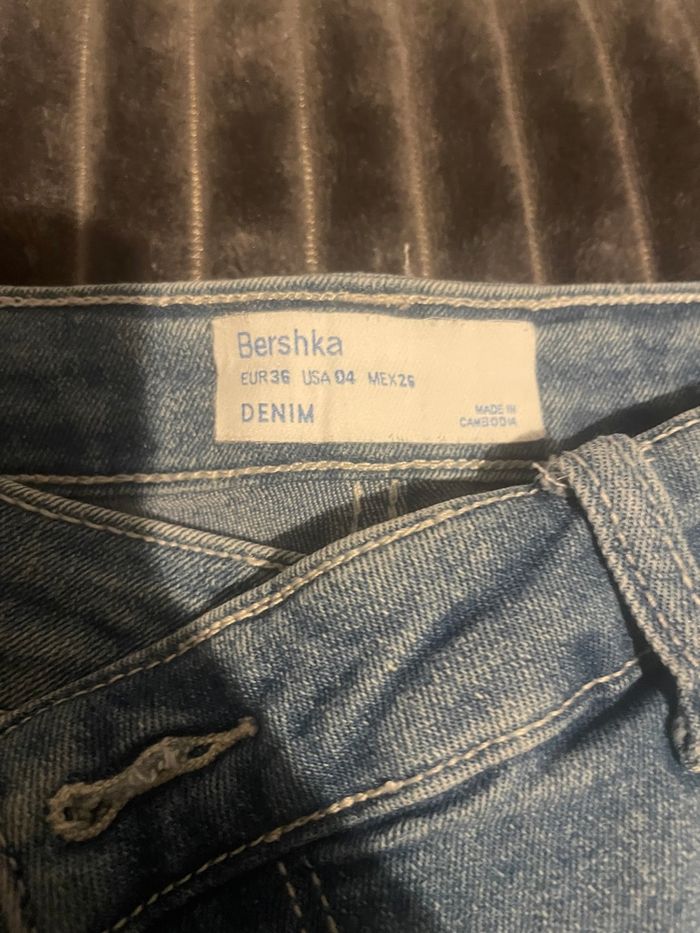 Bershka
EUR36 USA 04 MEX26
DENIM
MADE IN
CAMBODIA